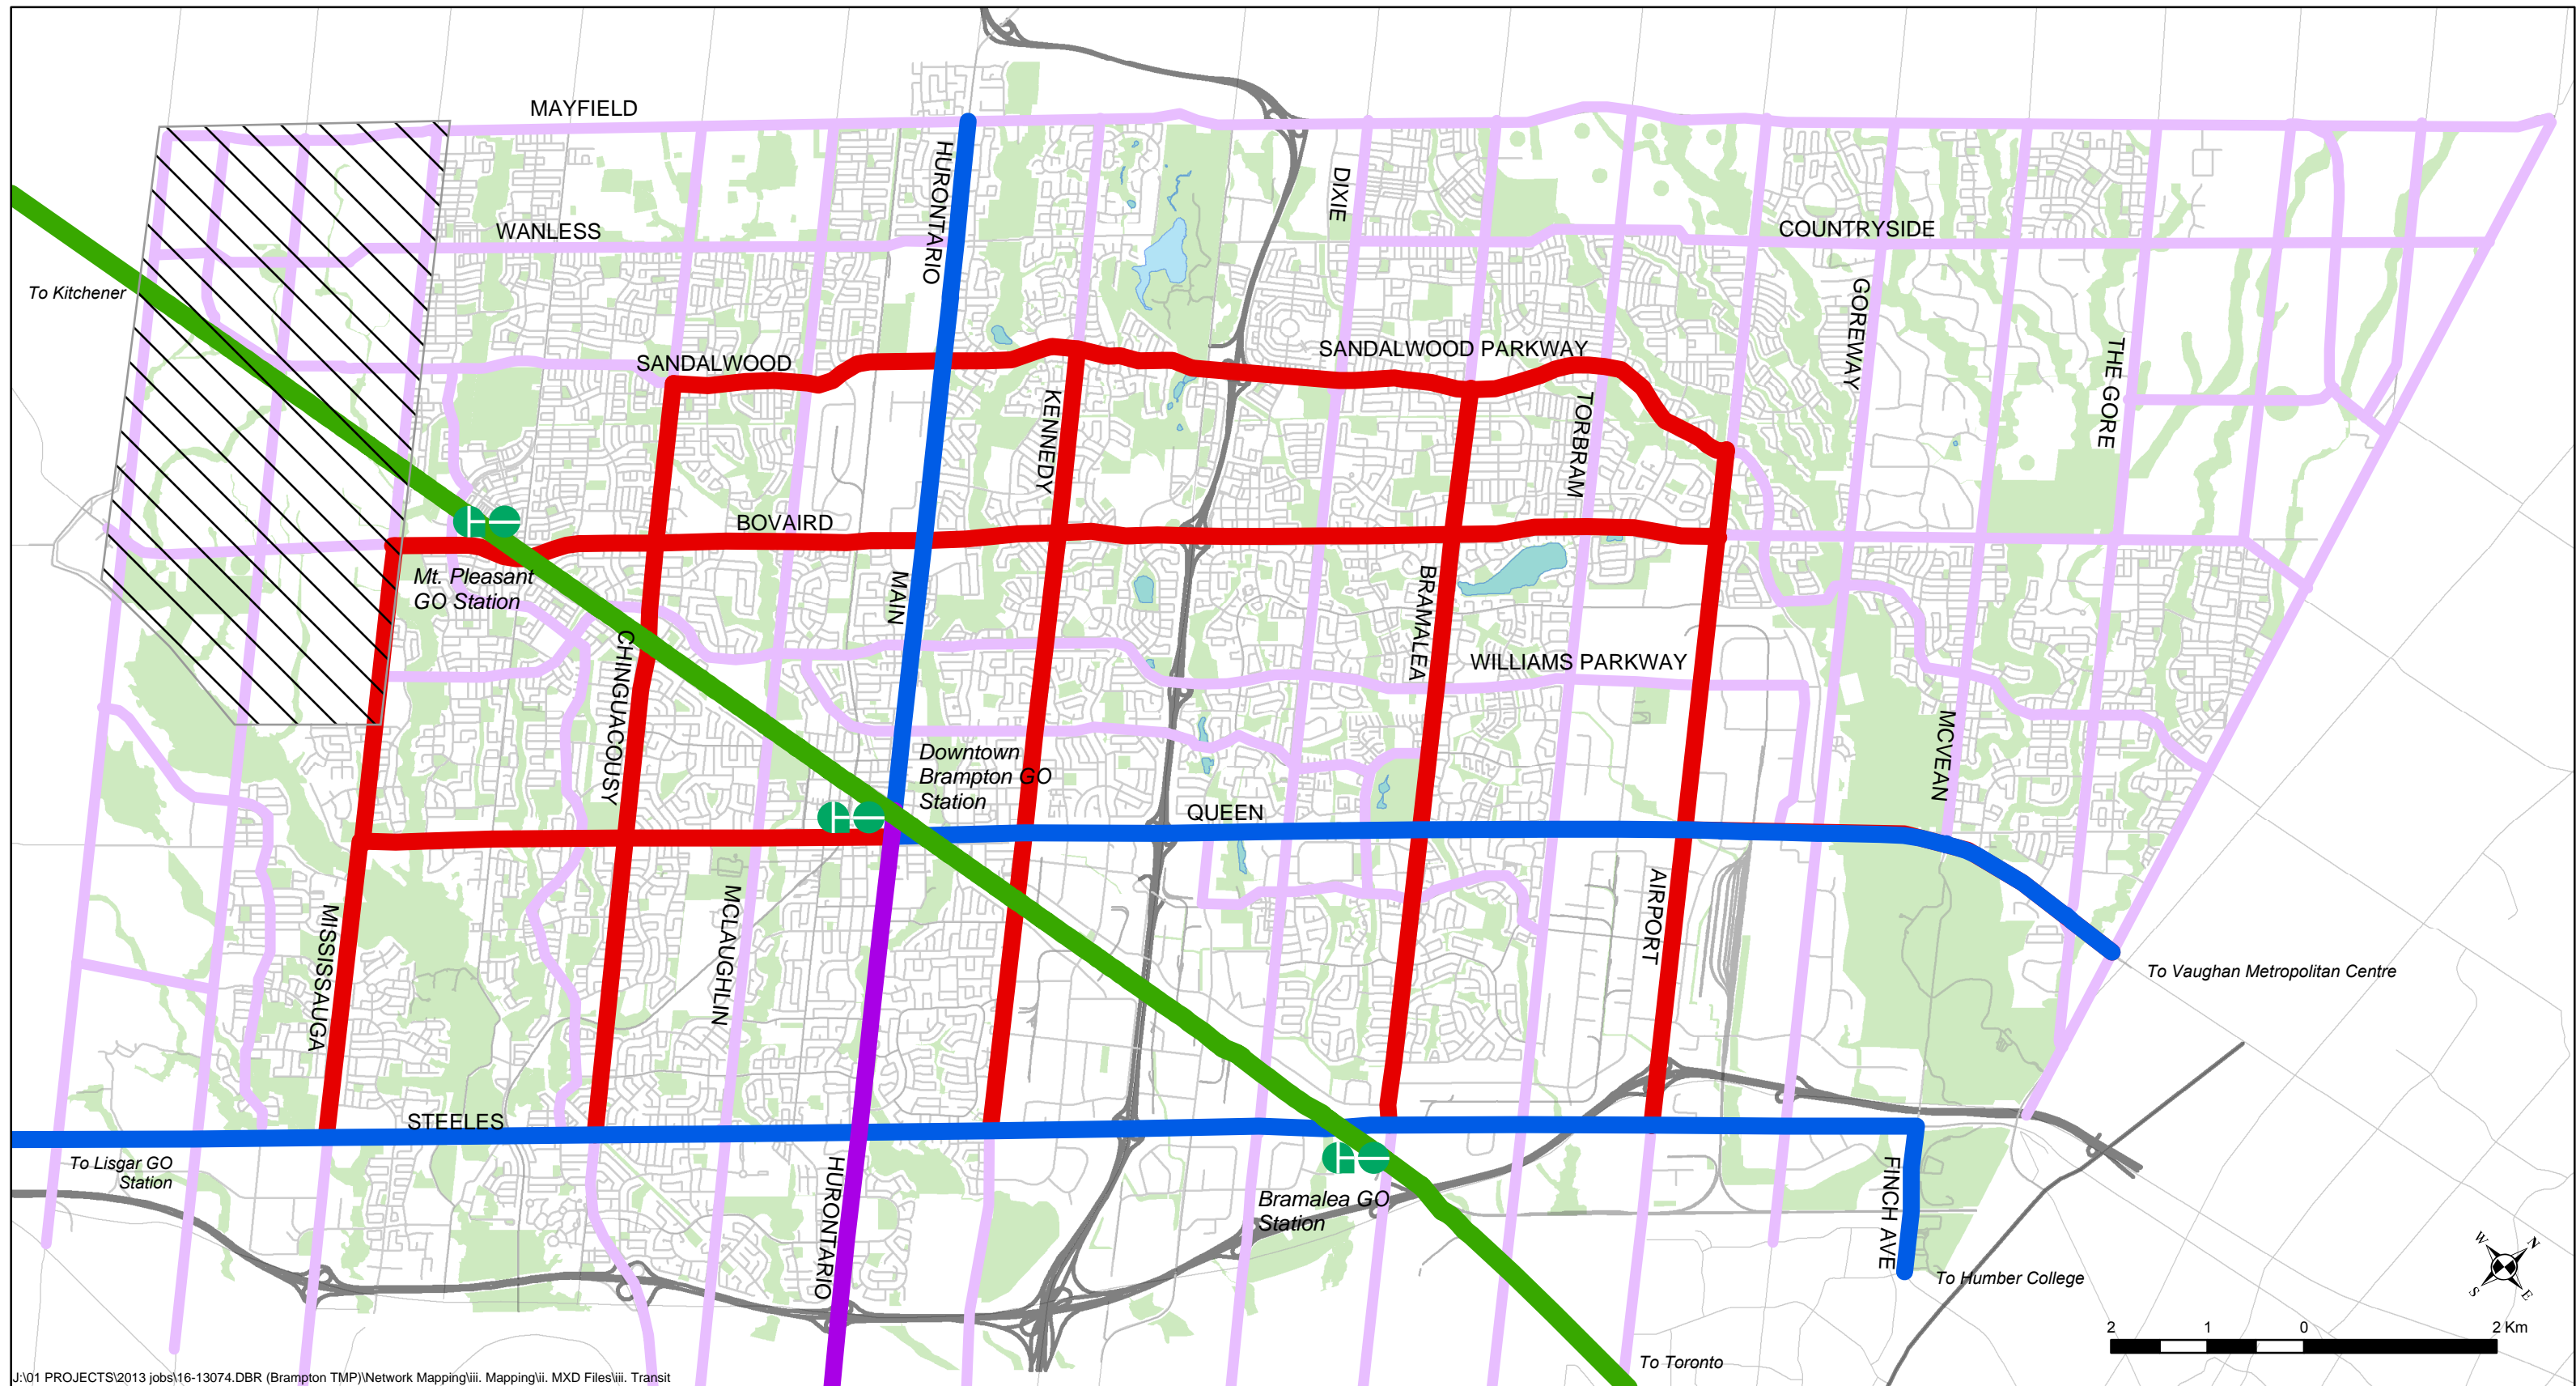 MAYFIELD
HURONTARIO
DIXIE
WANLESS
COUNTRYSIDE
To Kitchener
GOREWAY
THE GORE
SANDALWOOD
SANDALWOOD PARKWAY
KENNEDY
TORBRAM
BOVAIRD
Mt. Pleasant
GO Station
MAIN
BRAMALEA
CHINGUACOUSY
WILLIAMS PARKWAY
MCVEAN
Downtown
Brampton GO
Station
QUEEN
MISSISSAUGA
MCLAUGHLIN
AIRPORT
To Vaughan Metropolitan Centre
STEELES
To Lisgar GO
Station
HURONTARIO
Bramalea GO
Station
FINCH AVE
To Humber College
W
N
S
E
2 1 0 2 Km
To Toronto
J:\01 PROJECTS\2013 jobs\16-13074.DBR (Brampton TMP)\Network Mapping\iii. Mapping\ii. MXD Files\iii. Transit